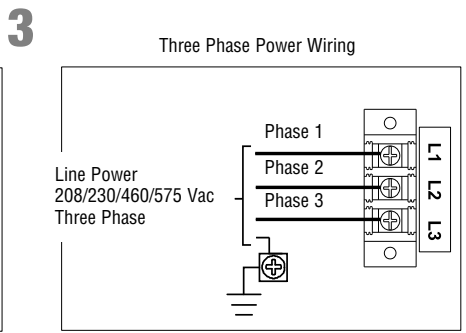 3
Three Phase Power Wiring
Phase 1
Phase 2
Phase 3
Line Power
208/230/460/575 Vac
Three Phase
L1
L2
L3